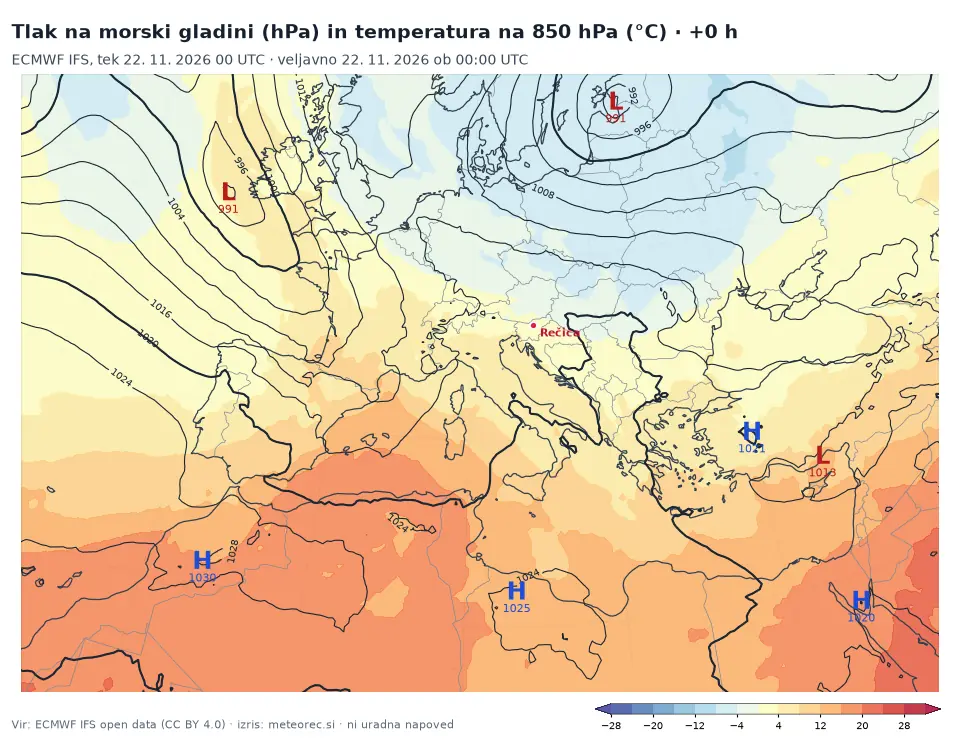 Tlak na morski gladini (hPa) in temperatura na 850 hPa (°C) · +0 h
ECMWF IFS, tek 22. 11. 2026 00 UTC · veljavno 22. 11. 2026 ob 00:00 UTC
992
L
991
996
996
1008
L
991
1004
1016
1020
Rečica
1024
H
L
1013
1024
1028
H
1030
1024
H
1025
H
1020
Vir: ECMWF IFS open data (CC BY 4.0) · izris: meteorec.si · ni uradna napoved
−28 −20 −12 −4 4 12 20 28